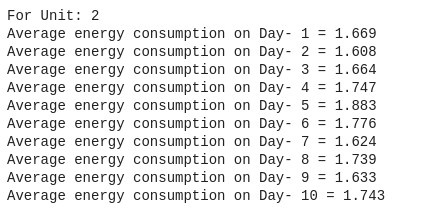 For Unit: 2
Average energy consumption on Day- 1 = 1.669
Average energy consumption on Day- 2 = 1.608
Average energy consumption on Day- 3 = 1.664
Average energy consumption on Day- 4 = 1.747
Average energy consumption on Day- 5 = 1.883
Average energy consumption on Day- 6 = 1.776
Average energy consumption on Day- 7 = 1.624
Average energy consumption on Day- 8 = 1.739
Average energy consumption on Day- 9 = 1.633
Average energy consumption on Day- 10 = 1.743